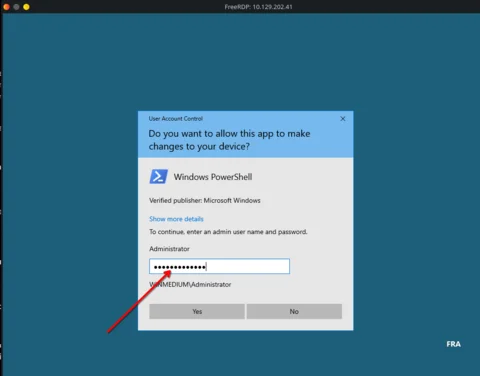 FreeRDP: 10.129.202.41
User Account Control
Do you want to allow this app to make
changes to your device?
Windows PowerShell
Verified publisher: Microsoft Windows
Show more details
To continue, enter an admin user name and password.
Administrator
•••••••••••••
WINMEDIUM\Administrator
Yes
No
FRA